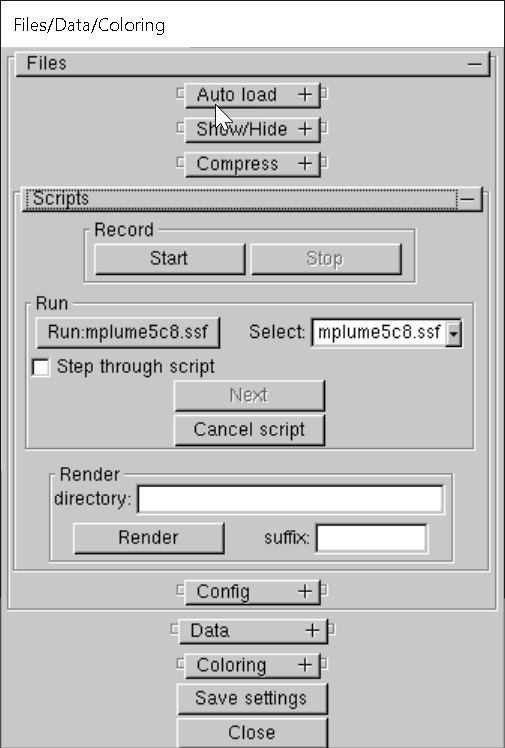 Files/Data/Coloring
Files
Auto load
Show/Hide
Compress
Scripts
Record
Start Stop
Run
Run:mplume5c8.ssf Select: mplume5c8.ssf
Step through script
Next
Cancel script
Render
directory:
Render suffix:
Config
Data
Coloring
Save settings
Close